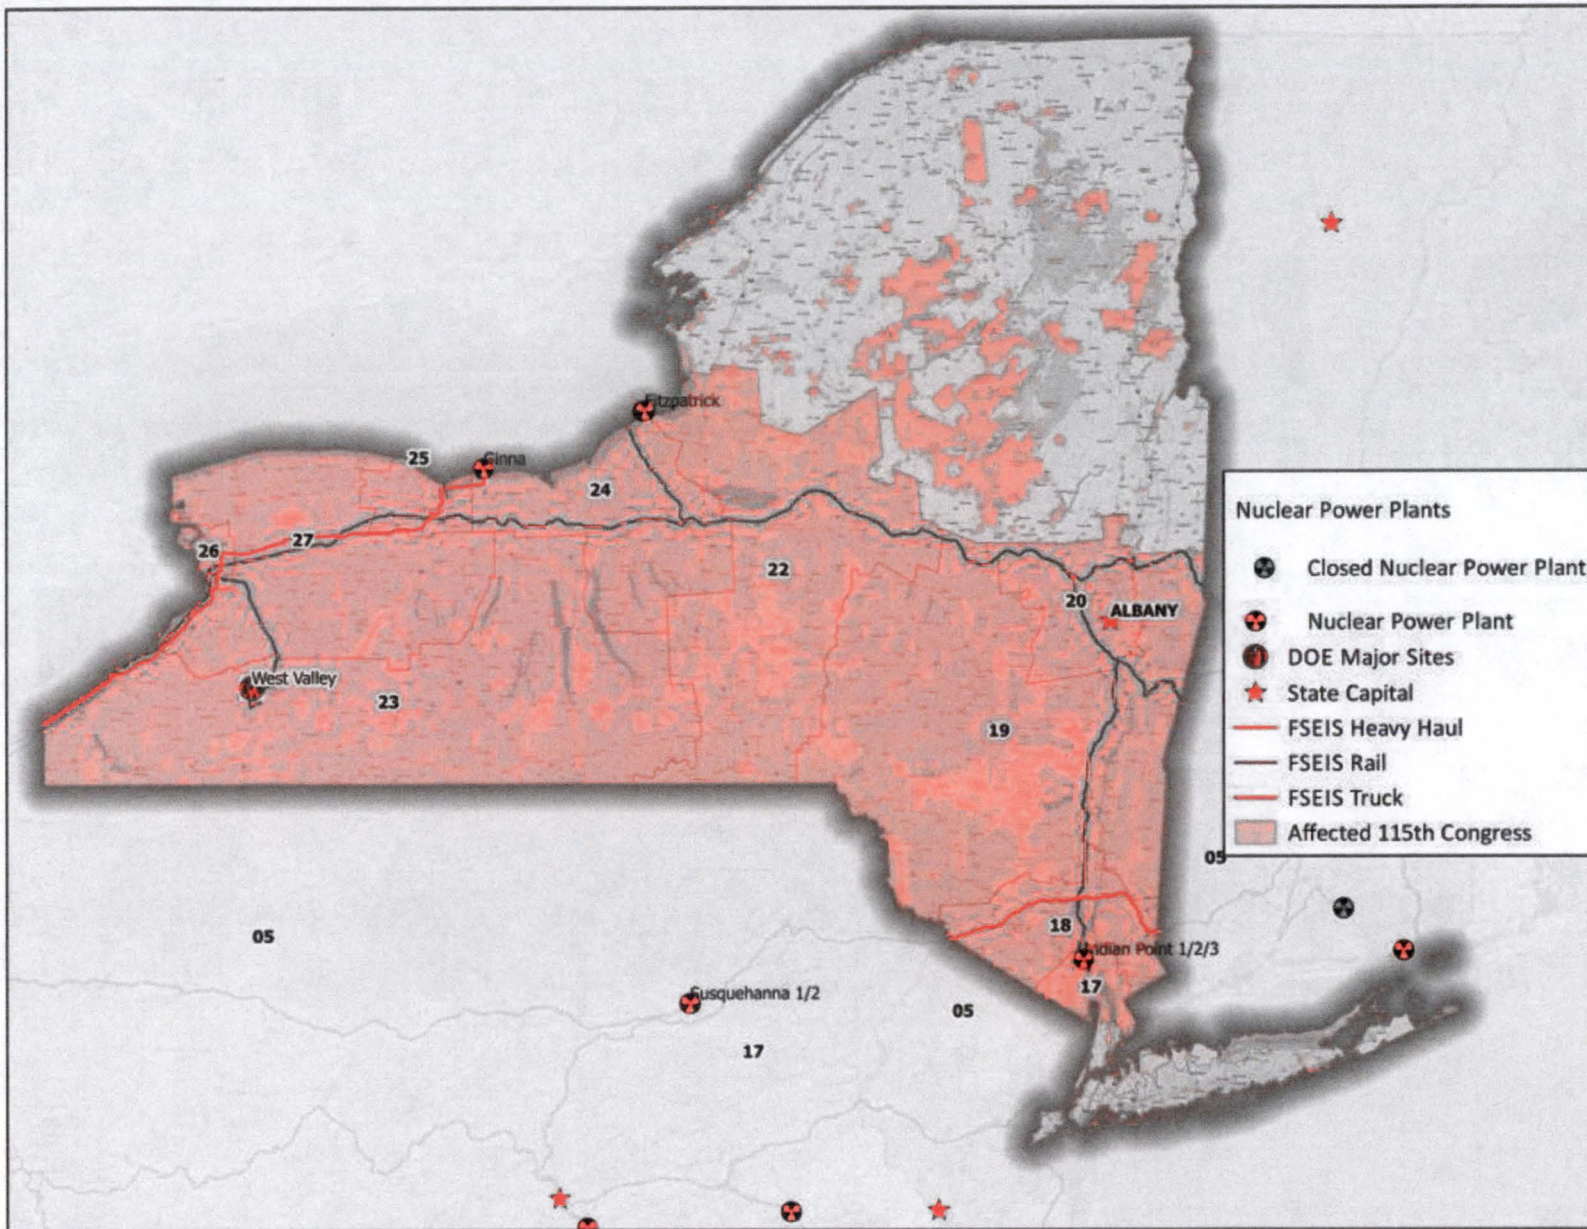 Fitzpatrick
25
Ginna
24
27
26
22
20
ALBANY
West Valley
23
19
18
Indian Point 1/2/3
17
05
05
Susquehanna 1/2
05
17
Nuclear Power Plants
Closed Nuclear Power Plant
Nuclear Power Plant
DOE Major Sites
State Capital
FSEIS Heavy Haul
FSEIS Rail
FSEIS Truck
Affected 115th Congress